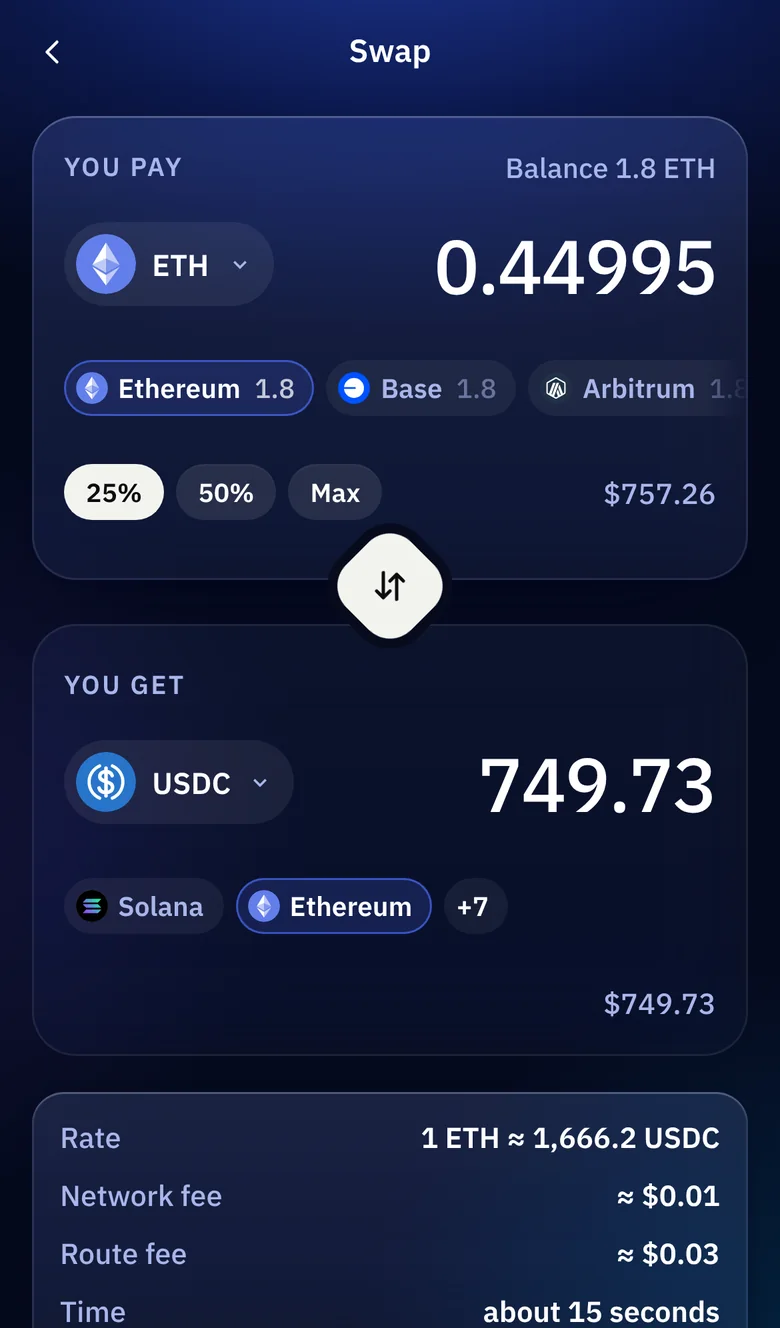 Swap
YOU PAY
Balance 1.8 ETH
ETH
0.44995
Ethereum 1.8
Base 1.8
Arbitrum 1.8
25%
50%
Max
$757.26
YOU GET
USDC
749.73
Solana
Ethereum
+7
$749.73
Rate
1 ETH ≈ 1,666.2 USDC
Network fee
≈ $0.01
Route fee
≈ $0.03
Time
about 15 seconds